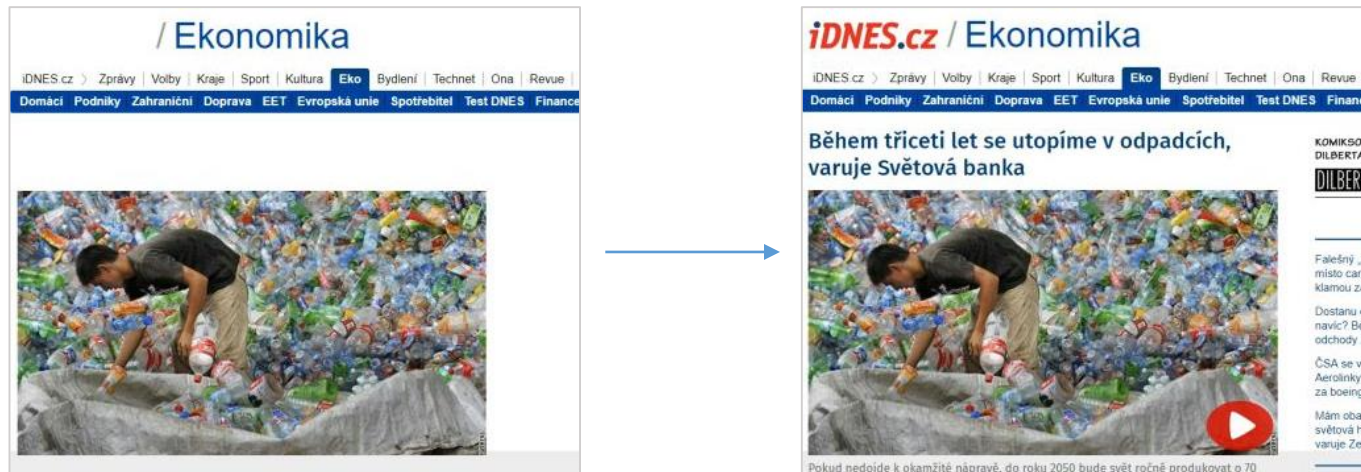 / Ekonomika
iDNES.cz Zprávy Volby Kraje Sport Kultura Eko Bydlení Technet Ona Revue
Domácí Podniky Zahraniční Doprava EET Evropská unie Spotřebitel Test DNES Finance
iDNES.cz / Ekonomika
iDNES.cz Zprávy Volby Kraje Sport Kultura Eko Bydlení Technet Ona Revue
Domácí Podniky Zahraniční Doprava EET Evropská unie Spotřebitel Test DNES Financ
Během třiceti let se utopíme v odpadcích,
varuje Světová banka
Pokud nedojde k okamžité nápravě, do roku 2050 bude svět ročně produkovat o 70
KOMIKSO
DILBERTA
DILBER
Falešný
místo car
klamou za
Dostanu
navíc? Be
odchody
ČSA se v
Aerolinky
za boeing
Mám oba
světová h
varuje Ze